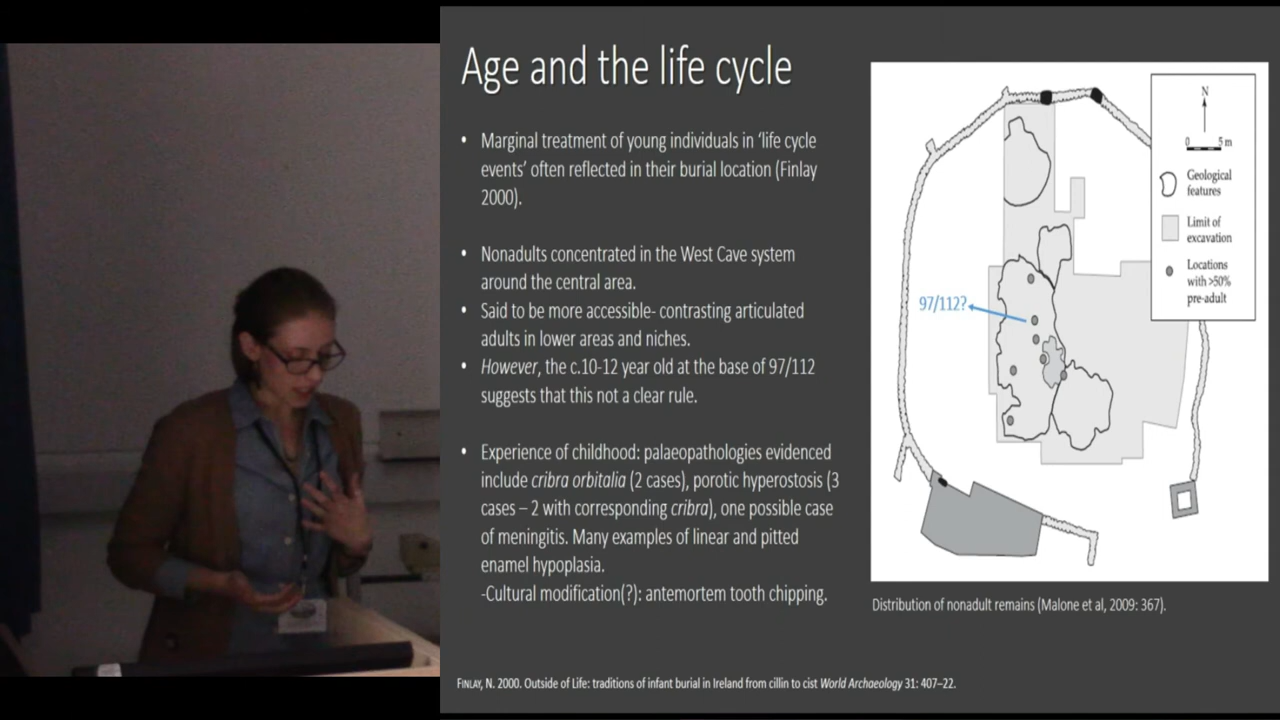 Age and the life cycle
• Marginal treatment of young individuals in ‘life cycle
events’ often reflected in their burial location (Finlay
2000).
• Nonadults concentrated in the West Cave system
around the central area.
• Said to be more accessible- contrasting articulated
adults in lower areas and niches.
• However, the c.10-12 year old at the base of 97/112
suggests that this not a clear rule.
• Experience of childhood: palaeopathologies evidenced
include cribra orbitalia (2 cases), porotic hyperostosis (3
cases – 2 with corresponding cribra), one possible case
of meningitis. Many examples of linear and pitted
enamel hypoplasia.
-Cultural modification(?): antemortem tooth chipping.
FINLAY, N. 2000. Outside of Life: traditions of infant burial in Ireland from cillin to cist World Archaeology 31: 407–22.
97/112?
N
0 5 m
Geological
features
Limit of
excavation
Locations
with >50%
pre-adult
Distribution of nonadult remains (Malone et al, 2009: 367).